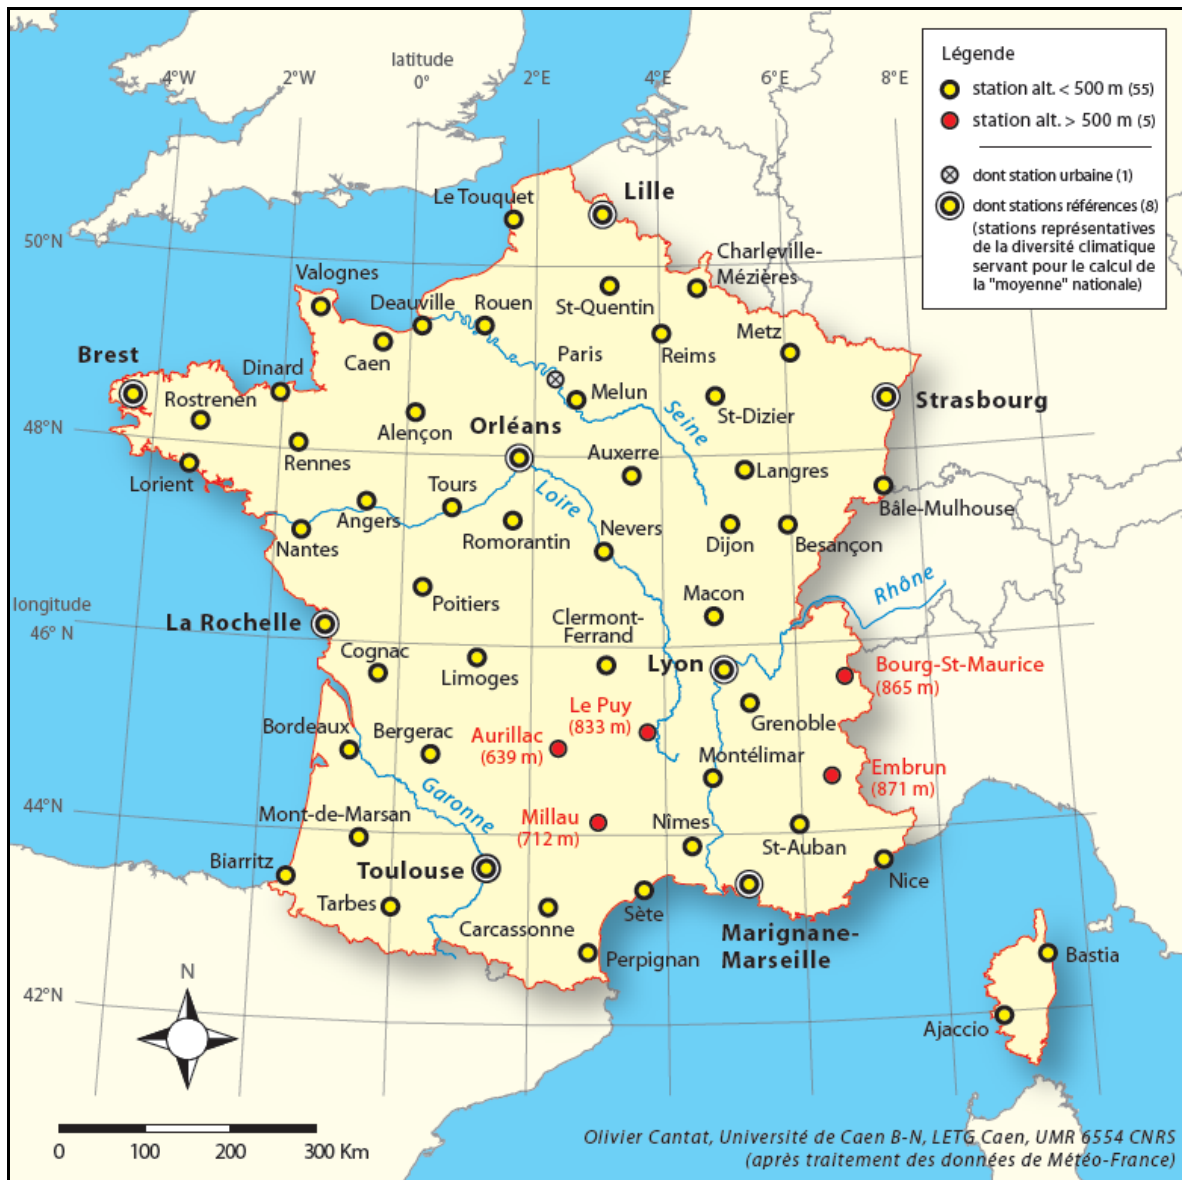 latitude
4°W
2°W
0°
2°E
4°E
6°E
8°E
Légende
station alt. < 500 m (55)
station alt. > 500 m (5)
dont station urbaine (1)
dont stations références (8)
(stations représentatives
de la diversité climatique
servant pour le calcul de
la "moyenne" nationale)
Le Touquet
Lille
50°N
Charleville-
Mézières
Valognes
Deauville
Rouen
St-Quentin
Metz
Brest
Caen
Paris
Reims
Dinard
Rostrenen
Melun
Strasbourg
St-Dizier
Seine
Alençon
Orléans
48°N
Rennes
Auxerre
Langres
Lorient
Tours
Loire
Angers
Bâle-Mulhouse
Nantes
Romorantin
Nevers
Dijon
Besançon
Rhône
longitude
46° N
Poitiers
Macon
La Rochelle
Clermont-
Ferrand
Cognac
Limoges
Lyon
Bourg-St-Maurice
(865 m)
Le Puy
(833 m)
Grenoble
Bordeaux
Bergerac
Aurillac
(639 m)
Montélimar
Embrun
(871 m)
44°N
Garonne
Mont-de-Marsan
Millau
(712 m)
Nîmes
St-Auban
Biarritz
Toulouse
Nice
Tarbes
Carcassonne
Sète
Marignane-
Marseille
Perpignan
Bastia
N
42°N
Ajaccio
0
100
200
300 Km
Olivier Cantat, Université de Caen B-N, LETG Caen, UMR 6554 CNRS
(après traitement des données de Météo-France)